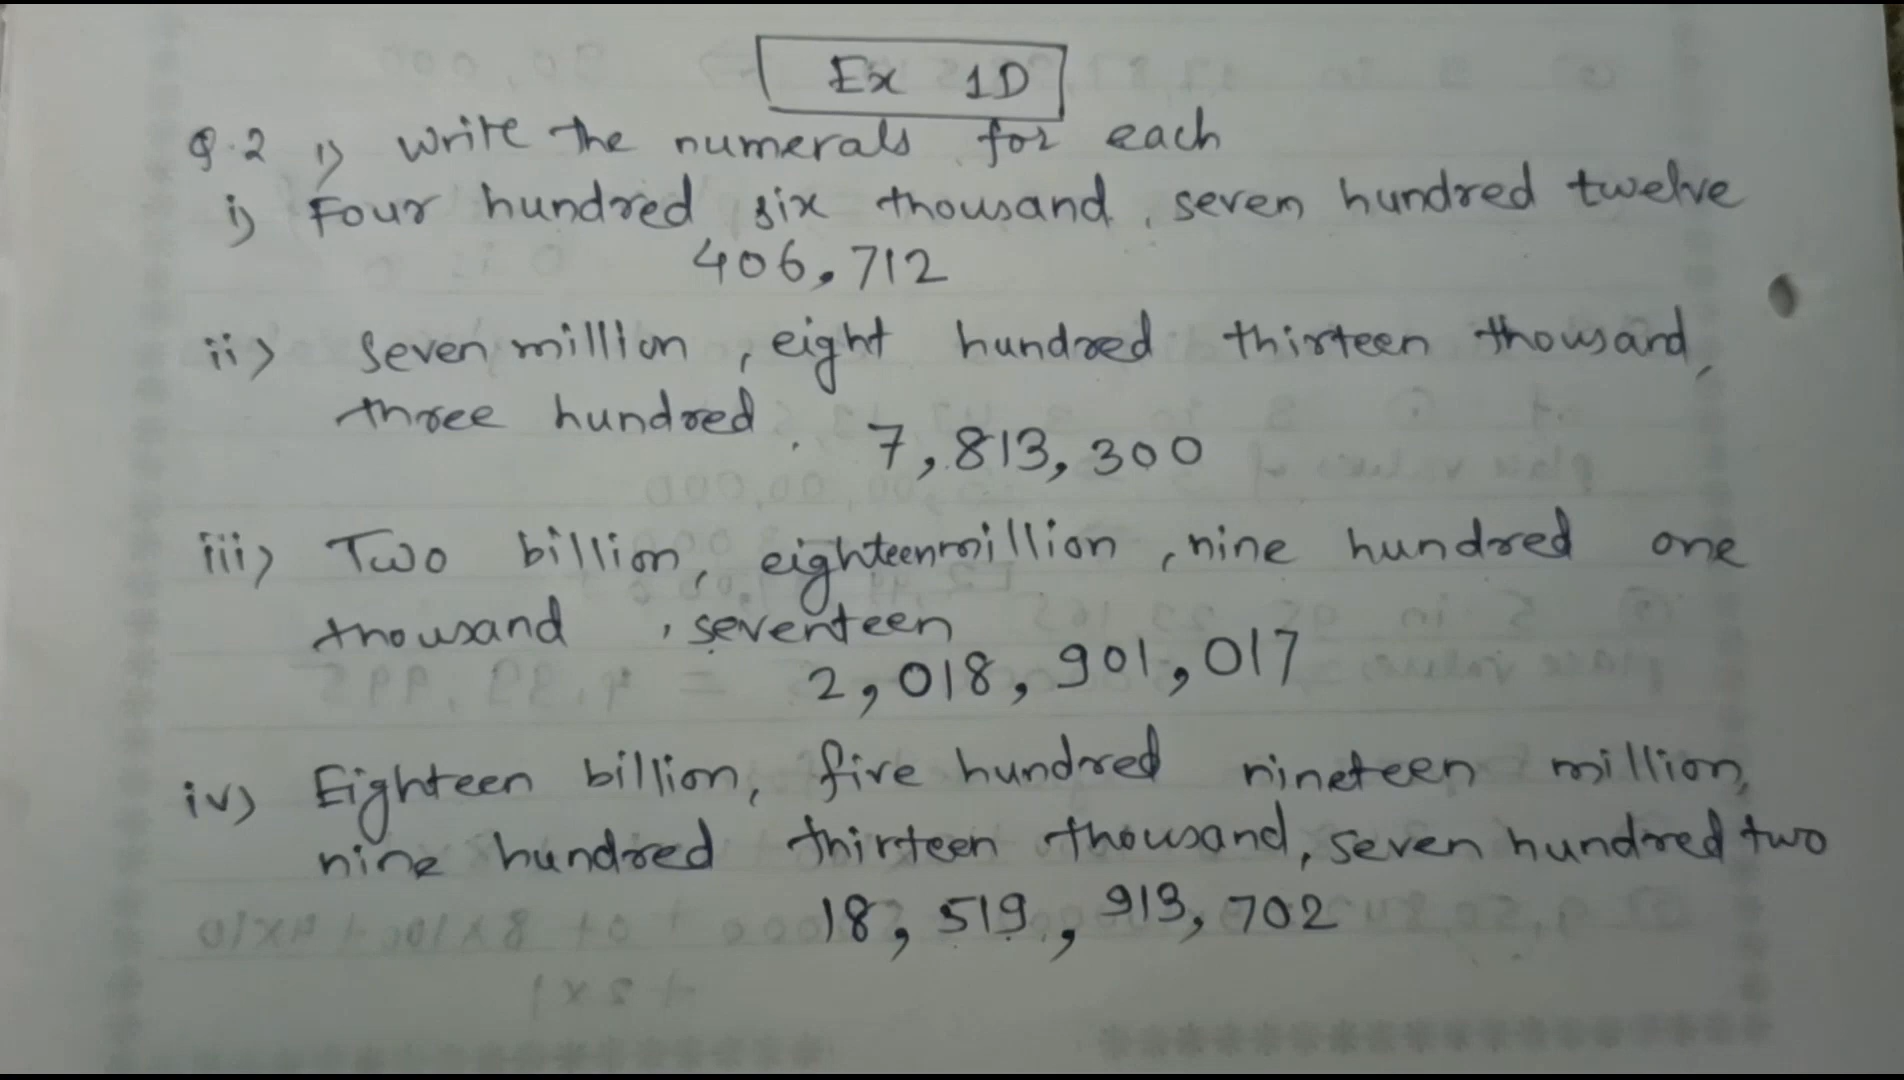 Ex 1D
Q.2 1) Write the numerals for each
i) Four hundred six thousand, seven hundred twelve
406,712
ii) Seven million, eight hundred thirteen thousand,
three hundred.
7,813,300
iii) Two billion, eighteen million, nine hundred one
thousand, seventeen
2,018,901,017
iv) Eighteen billion, five hundred nineteen million,
nine hundred thirteen thousand, seven hundred two
18,519,913,702